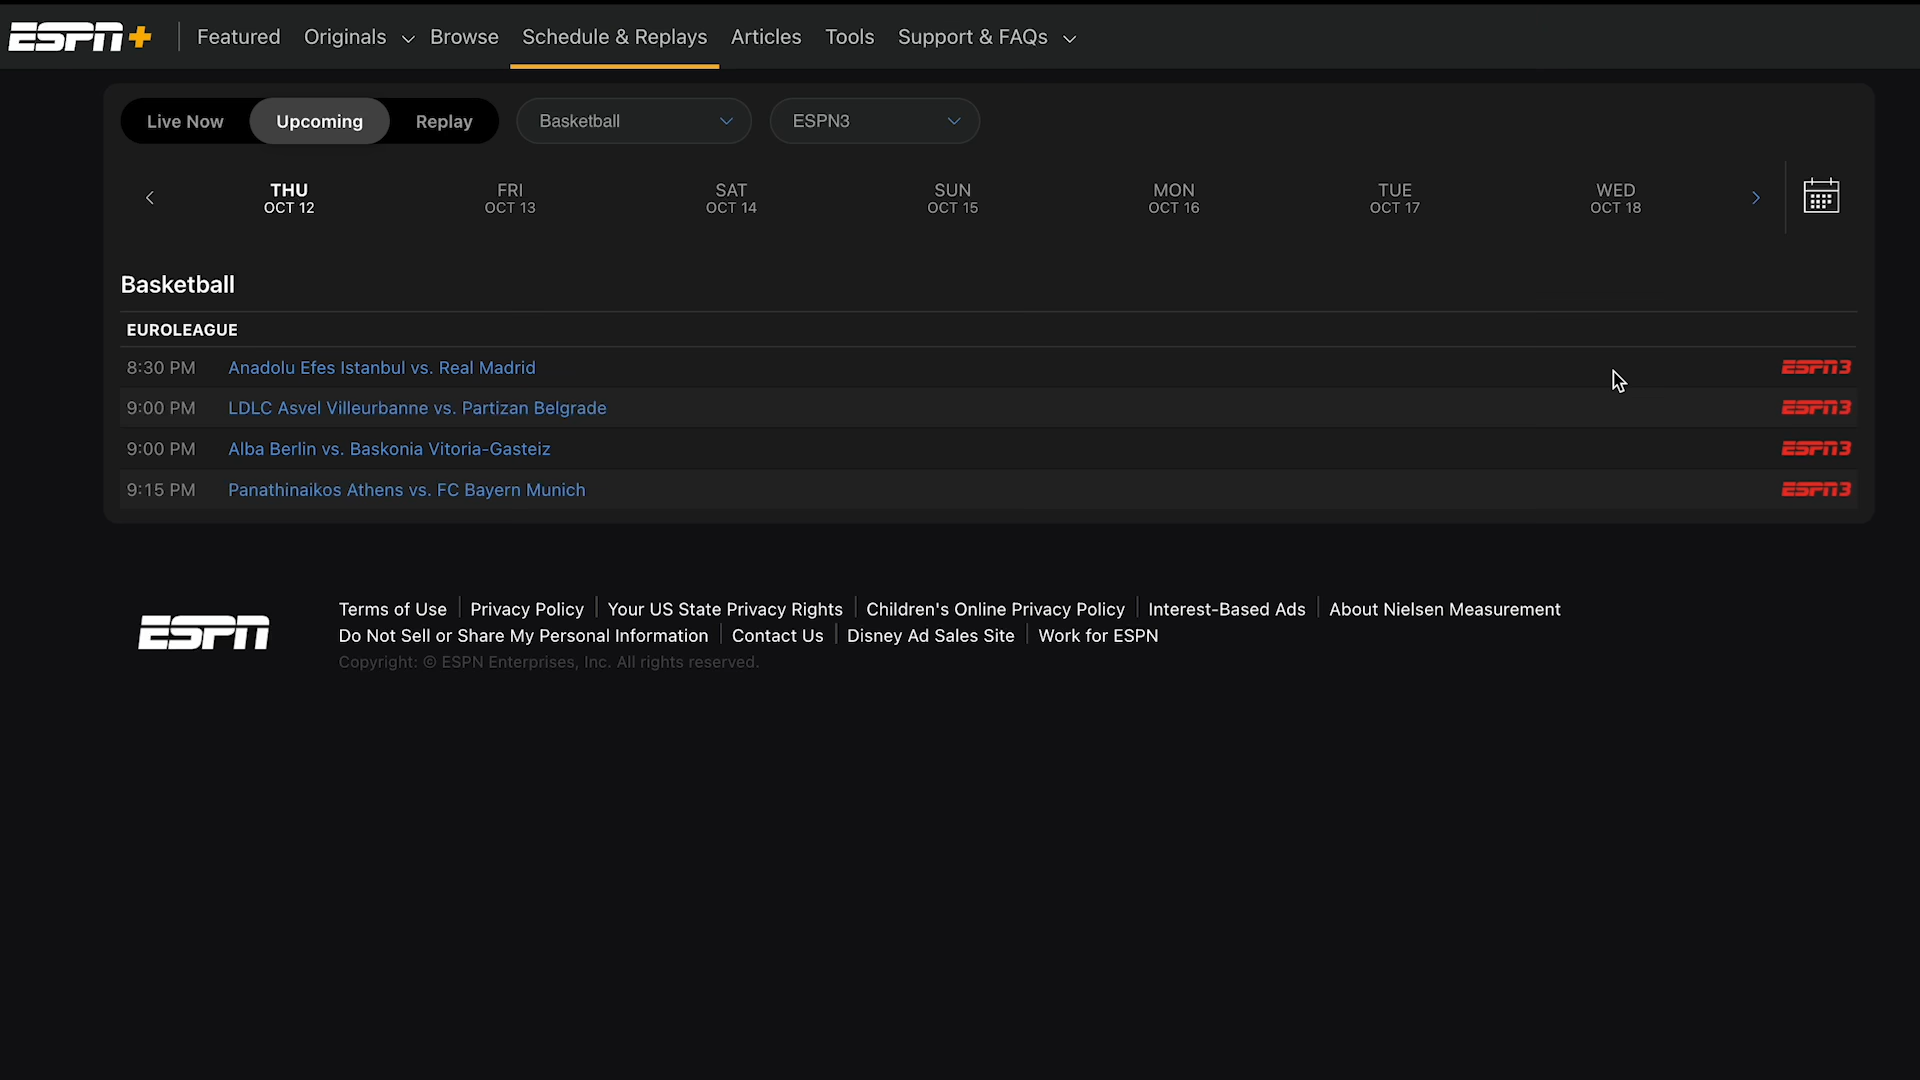 ESPN+ Featured Originals Browse Schedule & Replays Articles Tools Support & FAQs
Live Now Upcoming Replay Basketball ESPN3
THU FRI SAT SUN MON TUE WED
OCT 12 OCT 13 OCT 14 OCT 15 OCT 16 OCT 17 OCT 18
Basketball
EUROLEAGUE
8:30 PM Anadolu Efes Istanbul vs. Real Madrid ESPN3
9:00 PM LDLC Asvel Villeurbanne vs. Partizan Belgrade ESPN3
9:00 PM Alba Berlin vs. Baskonia Vitoria-Gasteiz ESPN3
9:15 PM Panathinaikos Athens vs. FC Bayern Munich ESPN3
ESPN
Terms of Use Privacy Policy Your US State Privacy Rights Children's Online Privacy Policy Interest-Based Ads About Nielsen Measurement
Do Not Sell or Share My Personal Information Contact Us Disney Ad Sales Site Work for ESPN
Copyright: © ESPN Enterprises, Inc. All rights reserved.